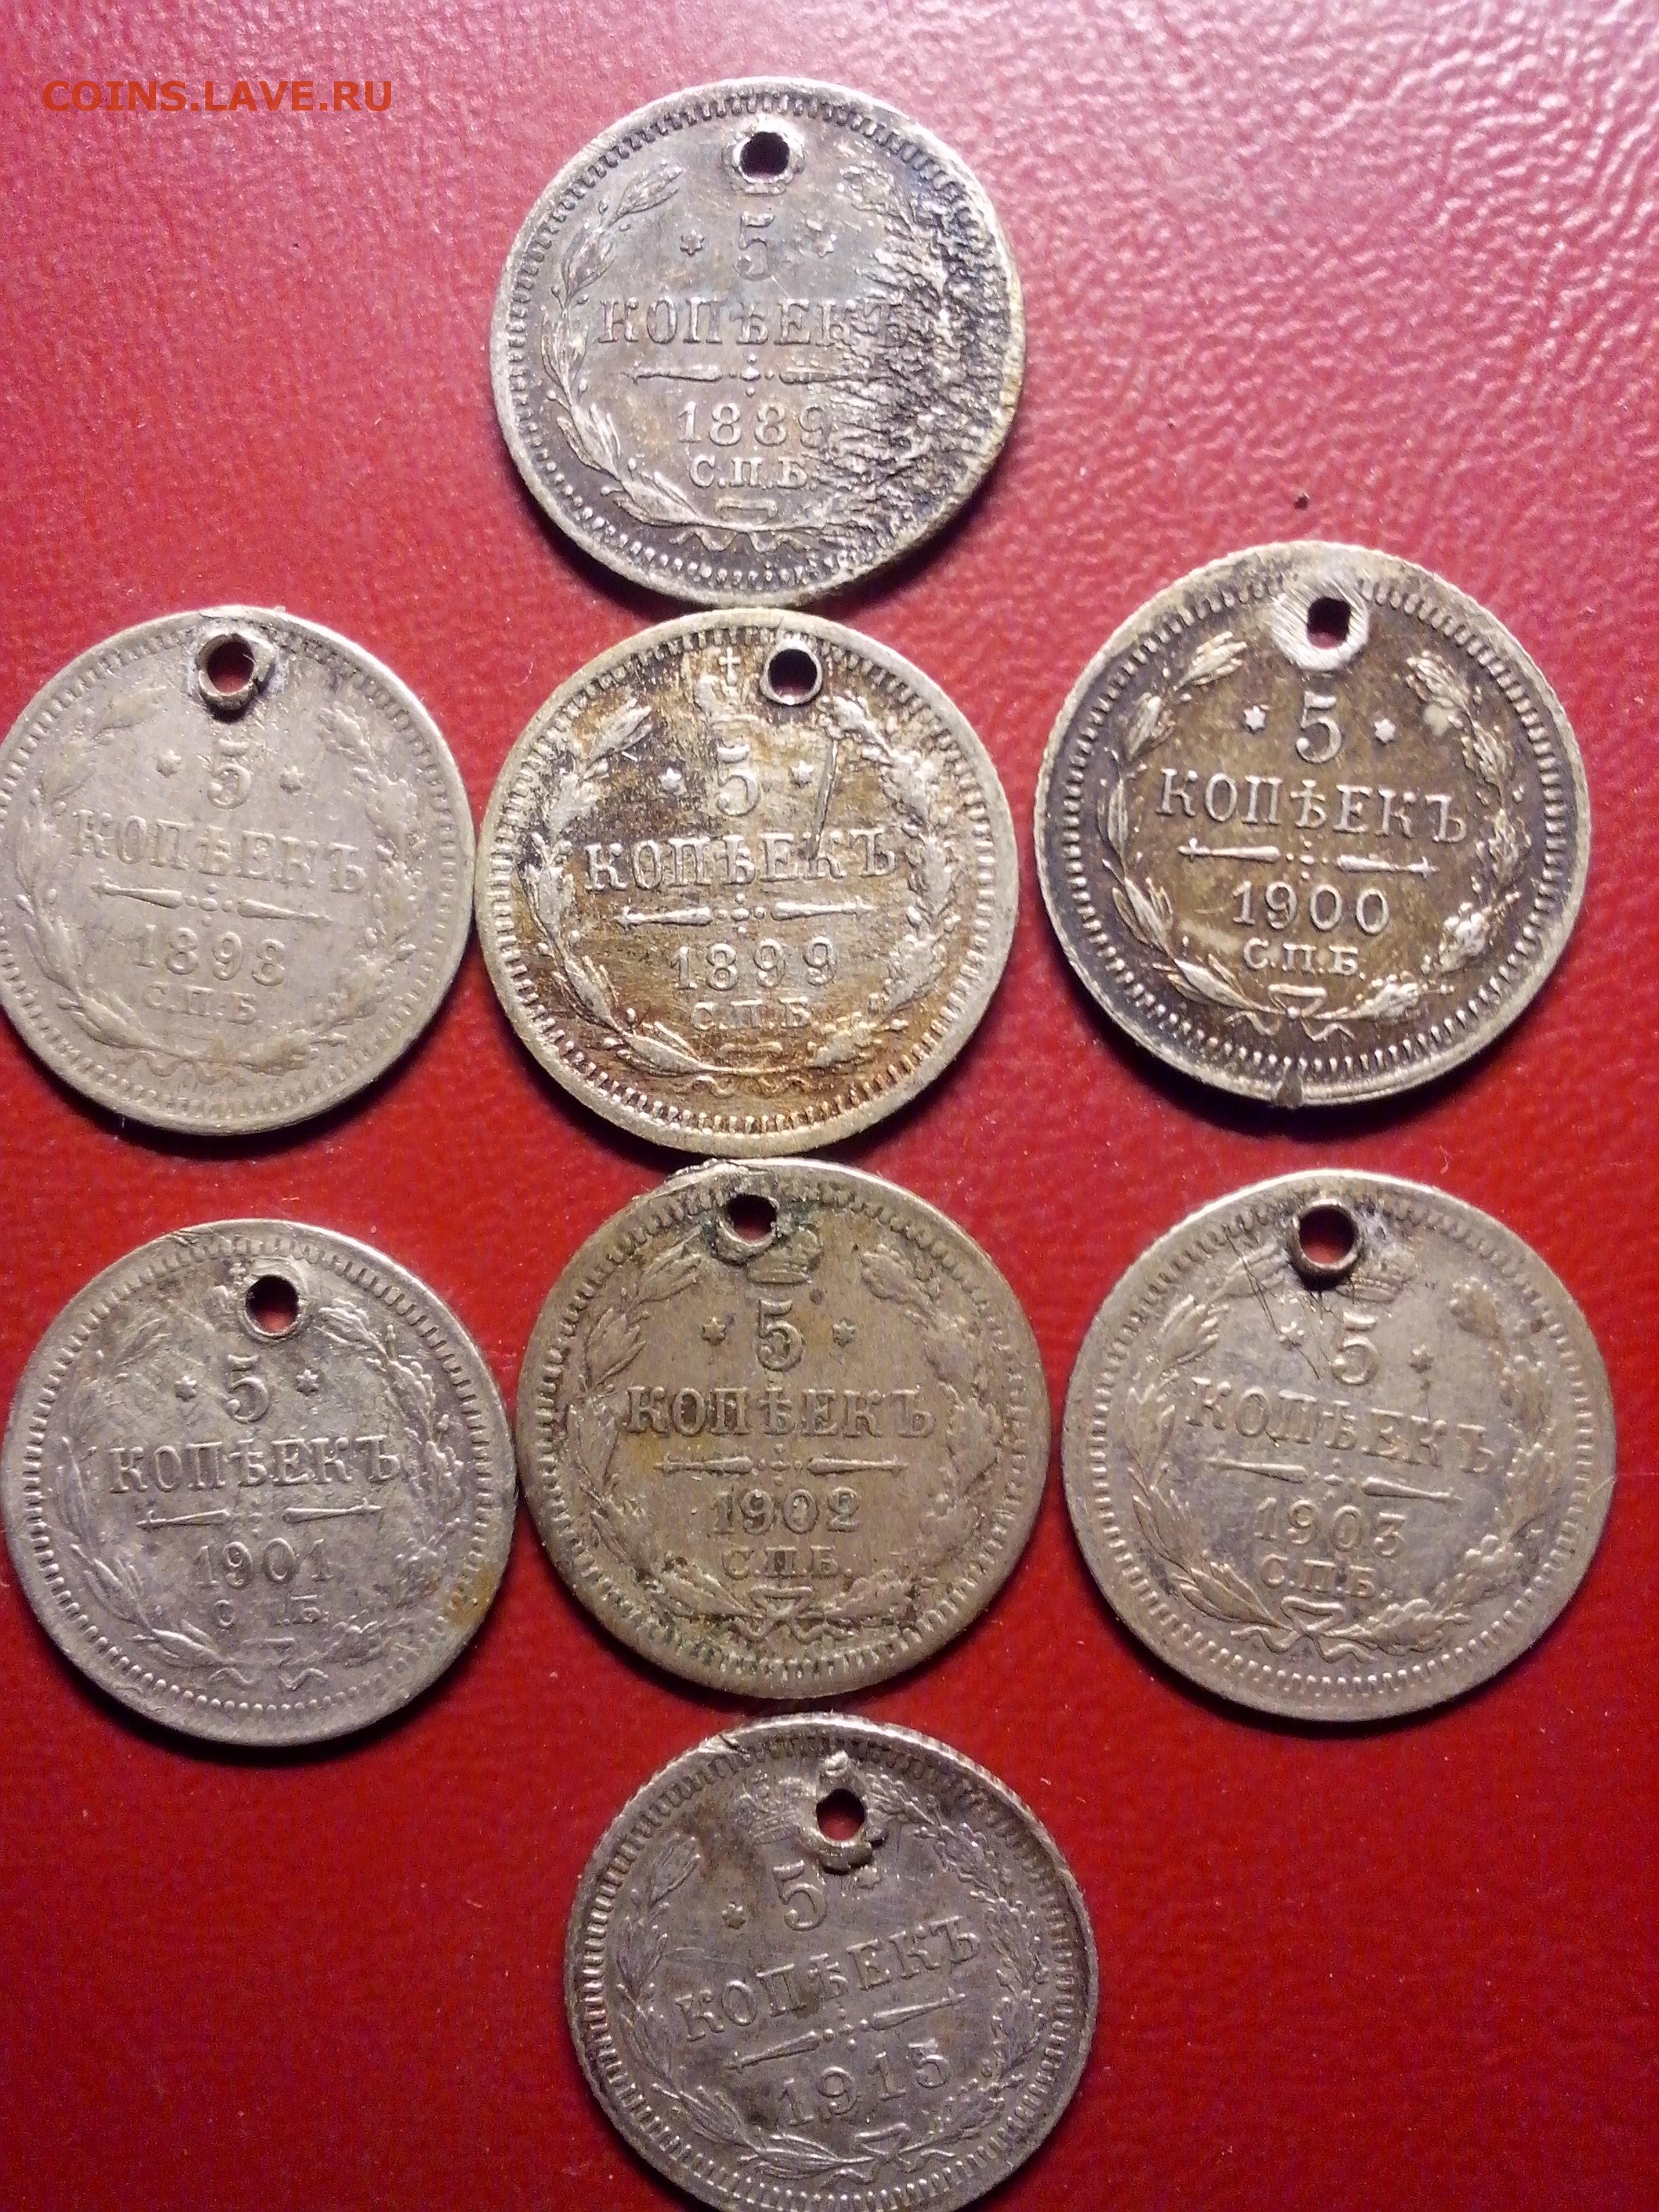 COINS.LAVE.RU
5
КОПѢЕКЪ
1889
С.П.Б.
5
КОПѢЕКЪ
1898
С.П.Б.
5
КОПѢЕКЪ
1899
С.П.Б.
5
КОПѢЕКЪ
1900
С.П.Б.
5
КОПѢЕКЪ
1901
С П Б.
5
КОПѢЕКЪ
1902
С.П.Б.
5
КОПѢЕКЪ
1903
С.П.Б.
5
КОПѢЕКЪ
1915